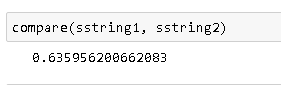 compare(sstring1, sstring2)
0.635956200662083